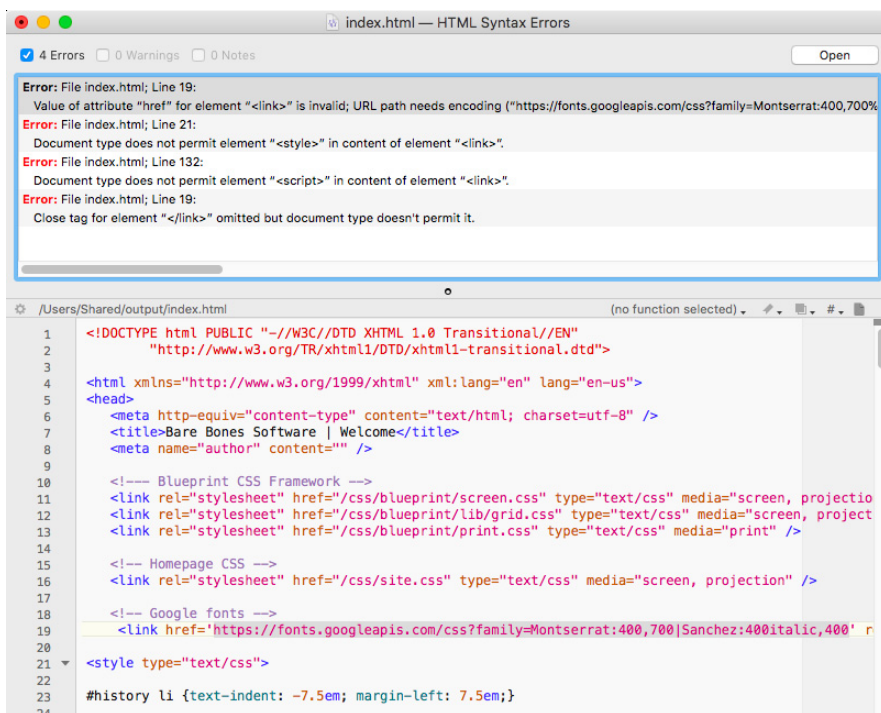 index.html — HTML Syntax Errors
4 Errors 0 Warnings 0 Notes Open
Error: File index.html; Line 19:
Value of attribute “href” for element “<link>” is invalid; URL path needs encoding (“https://fonts.googleapis.com/css?family=Montserrat:400,700%
Error: File index.html; Line 21:
Document type does not permit element “<style>” in content of element “<link>”.
Error: File index.html; Line 132:
Document type does not permit element “<script>” in content of element “<link>”.
Error: File index.html; Line 19:
Close tag for element “</link>” omitted but document type doesn't permit it.
/Users/Shared/output/index.html (no function selected) #
1 <!DOCTYPE html PUBLIC "-//W3C//DTD XHTML 1.0 Transitional//EN"
2 "http://www.w3.org/TR/xhtml1/DTD/xhtml1-transitional.dtd">
3
4 <html xmlns="http://www.w3.org/1999/xhtml" xml:lang="en" lang="en-us">
5 <head>
6 <meta http-equiv="content-type" content="text/html; charset=utf-8" />
7 <title>Bare Bones Software | Welcome</title>
8 <meta name="author" content="" />
9
10 <!--- Blueprint CSS Framework -->
11 <link rel="stylesheet" href="/css/blueprint/screen.css" type="text/css" media="screen, projectio
12 <link rel="stylesheet" href="/css/blueprint/lib/grid.css" type="text/css" media="screen, project
13 <link rel="stylesheet" href="/css/blueprint/print.css" type="text/css" media="print" />
14
15 <!-- Homepage CSS -->
16 <link rel="stylesheet" href="/css/site.css" type="text/css" media="screen, projection" />
17
18 <!-- Google fonts -->
19 <link href='https://fonts.googleapis.com/css?family=Montserrat:400,700|Sanchez:400italic,400' r
20
21 <style type="text/css">
22
23 #history li {text-indent: -7.5em; margin-left: 7.5em;}
24